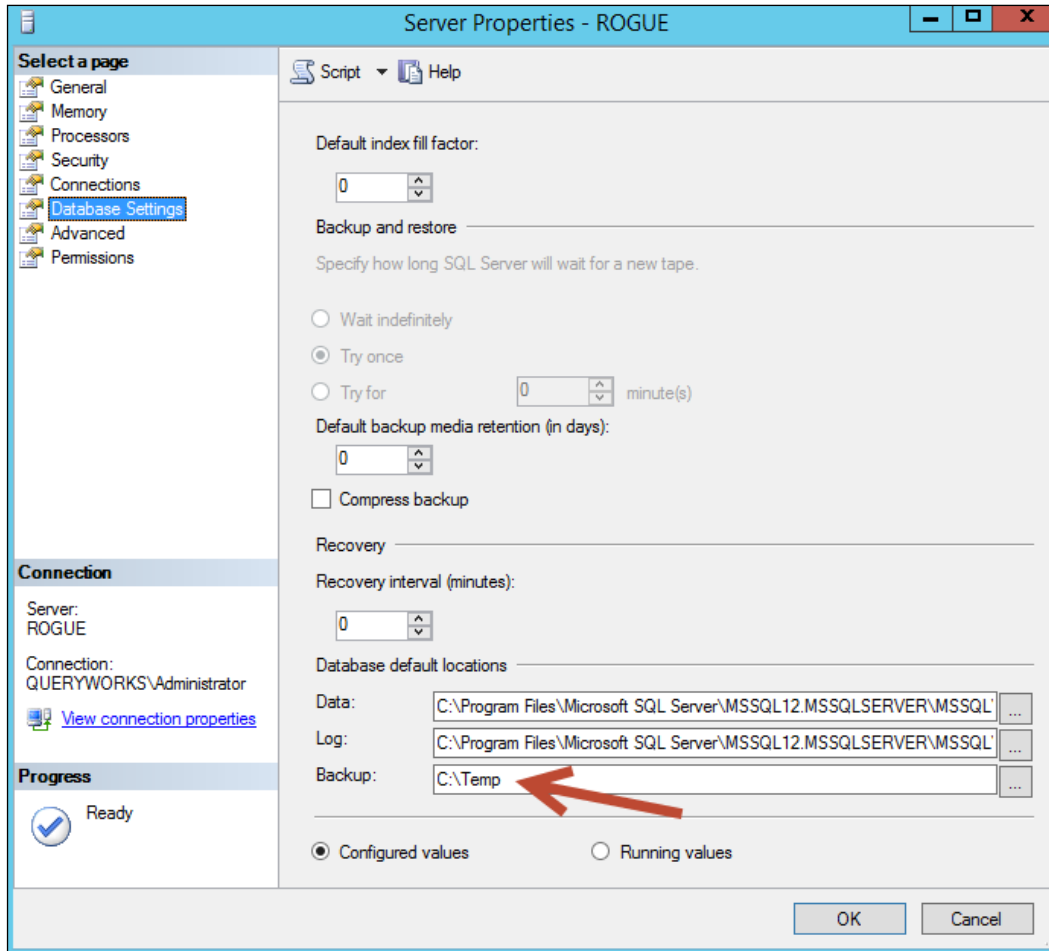 Server Properties - ROGUE
X
Select a page
General
Memory
Processors
Security
Connections
Database Settings
Advanced
Permissions
Connection
Server:
ROGUE
Connection:
QUERYWORKS\Administrator
View connection properties
Progress
Ready
Script Help
Default index fill factor:
0
Backup and restore
Specify how long SQL Server will wait for a new tape.
Wait indefinitely
Try once
Try for 0 minute(s)
Default backup media retention (in days):
0
Compress backup
Recovery
Recovery interval (minutes):
0
Database default locations
Data: C:\Program Files\Microsoft SQL Server\MSSQL12.MSSQLSERVER\MSSQL\ ...
Log: C:\Program Files\Microsoft SQL Server\MSSQL12.MSSQLSERVER\MSSQL\ ...
Backup: C:\Temp ...
Configured values Running values
OK Cancel